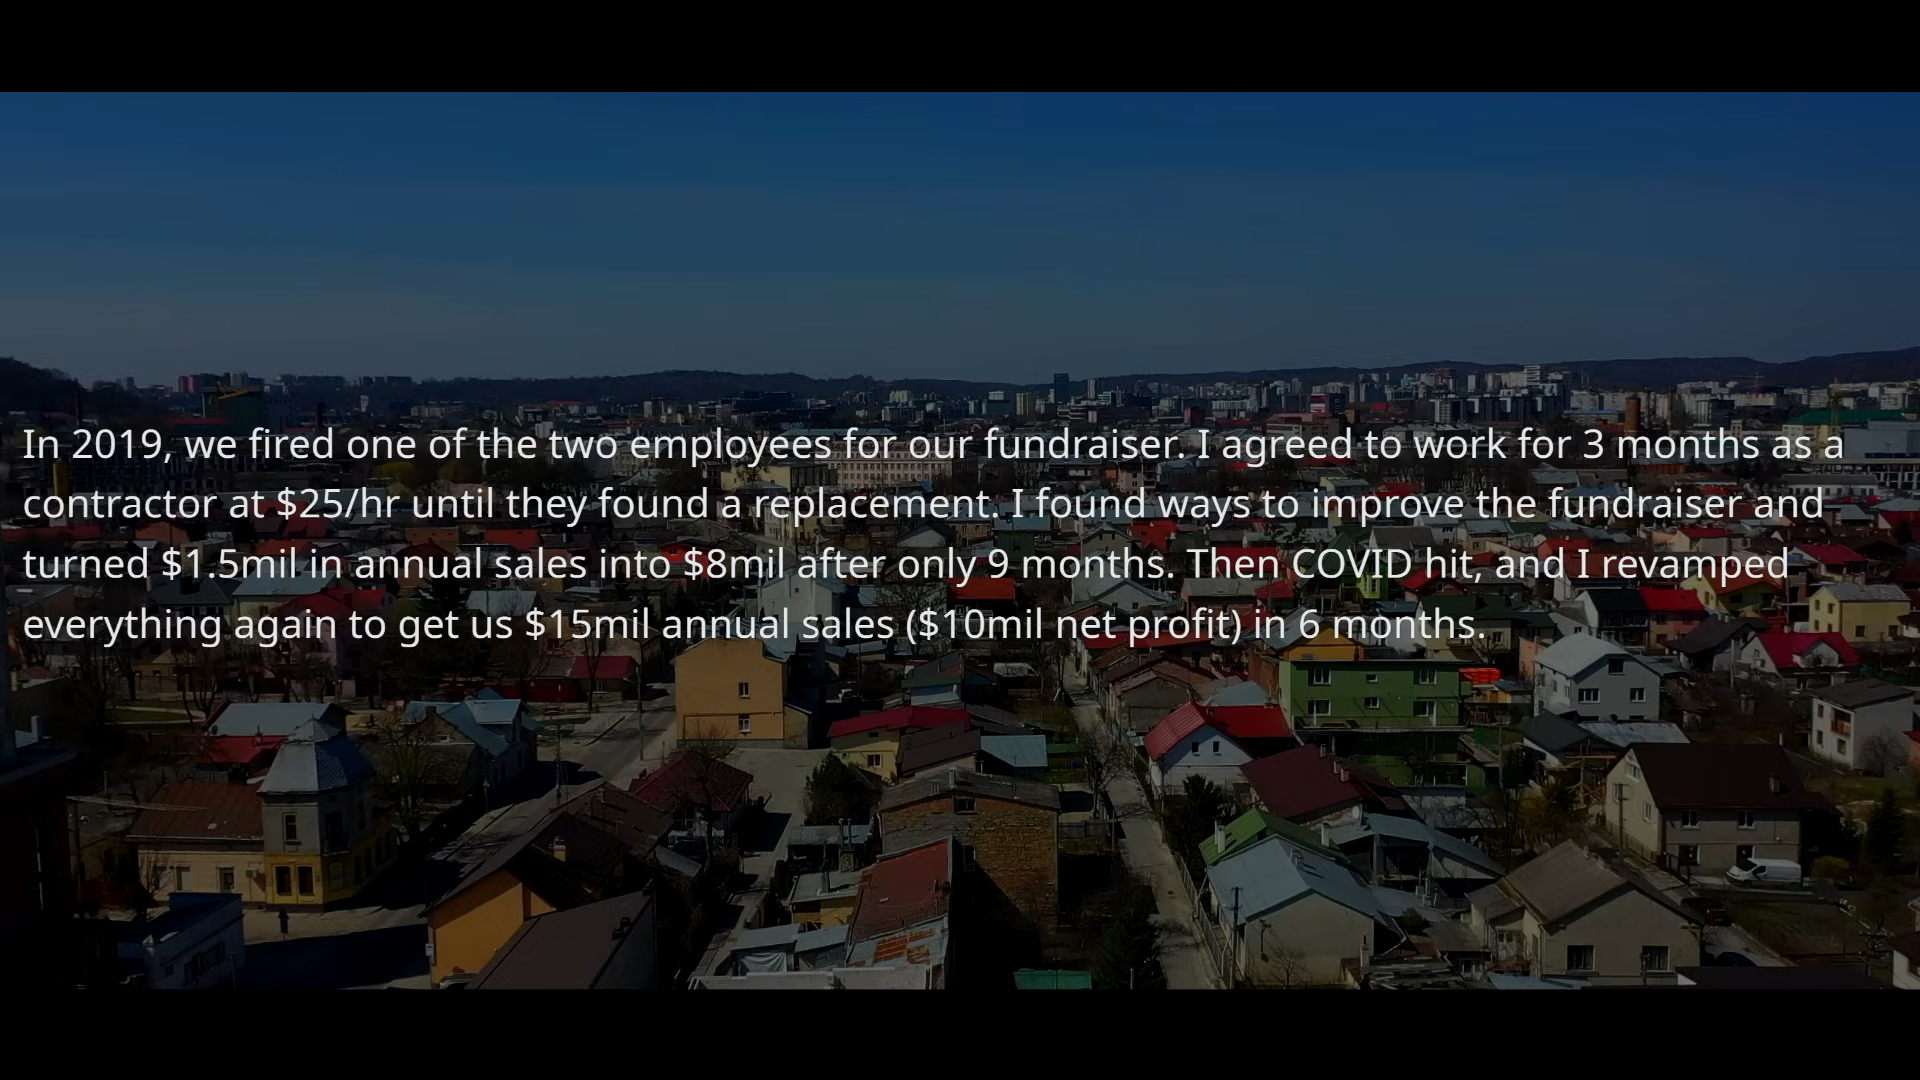 In 2019, we fired one of the two employees for our fundraiser. I agreed to work for 3 months as a
contractor at $25/hr until they found a replacement. I found ways to improve the fundraiser and
turned $1.5mil in annual sales into $8mil after only 9 months. Then COVID hit, and I revamped
everything again to get us $15mil annual sales ($10mil net profit) in 6 months.